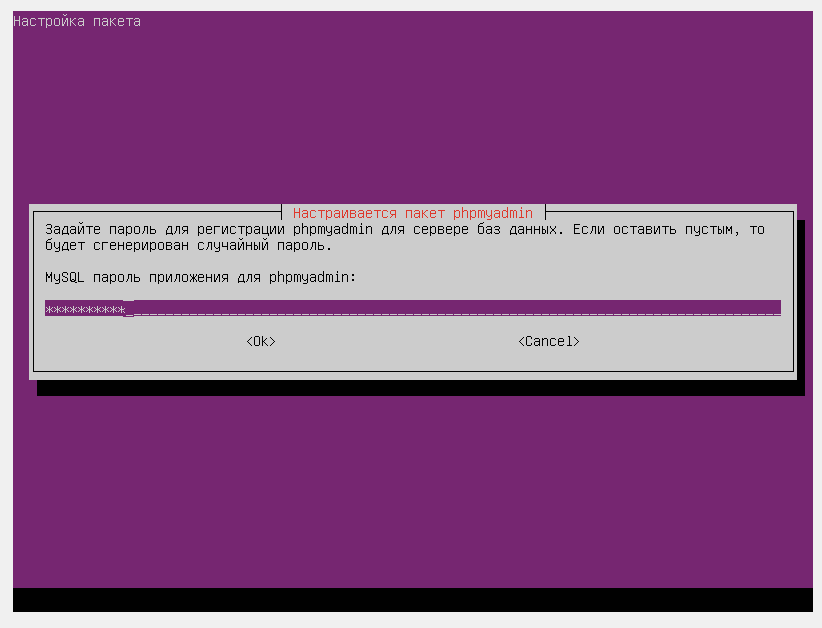 Настройка пакета
Настраивается пакет phpmyadmin
Задайте пароль для регистрации phpmyadmin для сервере баз данных. Если оставить пустым, то
будет сгенерирован случайный пароль.
MySQL пароль приложения для phpmyadmin:
**********_
<Ok> <Cancel>